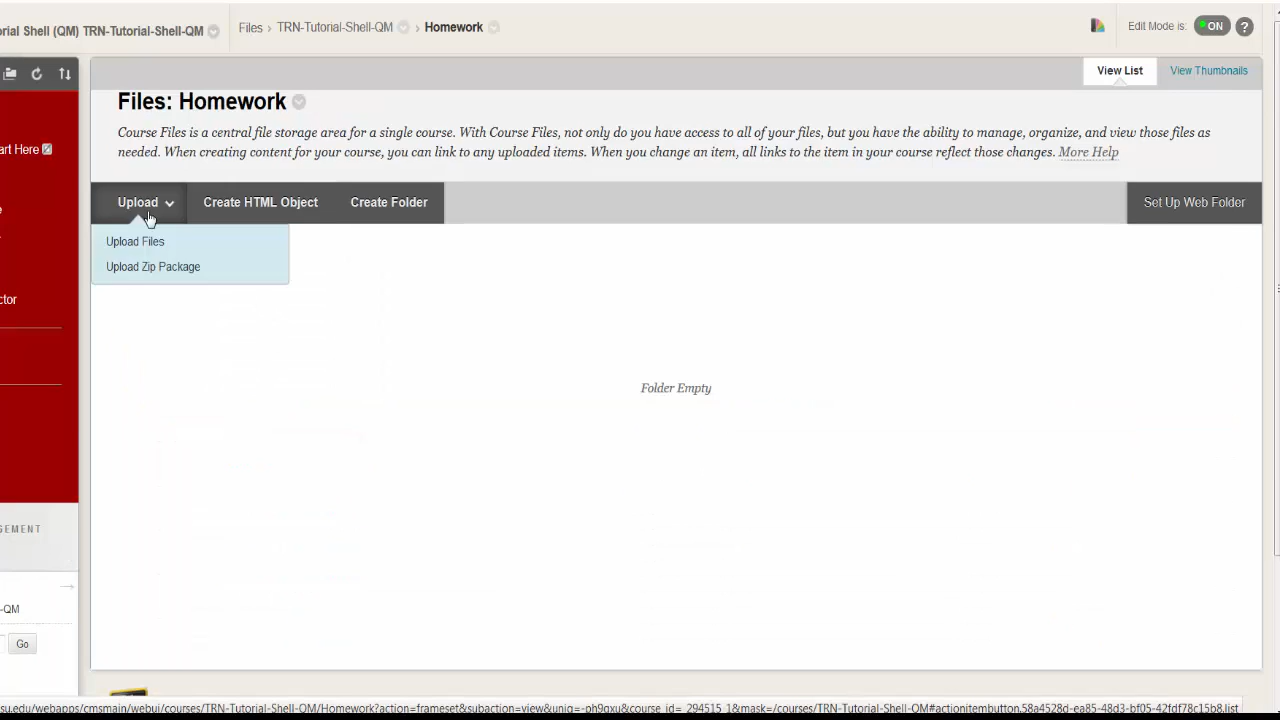 orial Shell (QM) TRN-Tutorial-Shell-QM
Files TRN-Tutorial-Shell-QM Homework
Edit Mode is: ON ?
View List View Thumbnails
art Here
Files: Homework
Course Files is a central file storage area for a single course. With Course Files, not only do you have access to all of your files, but you have the ability to manage, organize, and view those files as
needed. When creating content for your course, you can link to any uploaded items. When you change an item, all links to the item in your course reflect those changes. More Help
Upload Create HTML Object Create Folder Set Up Web Folder
Upload Files
Upload Zip Package
ctor
Folder Empty
GEMENT
-QM
Go